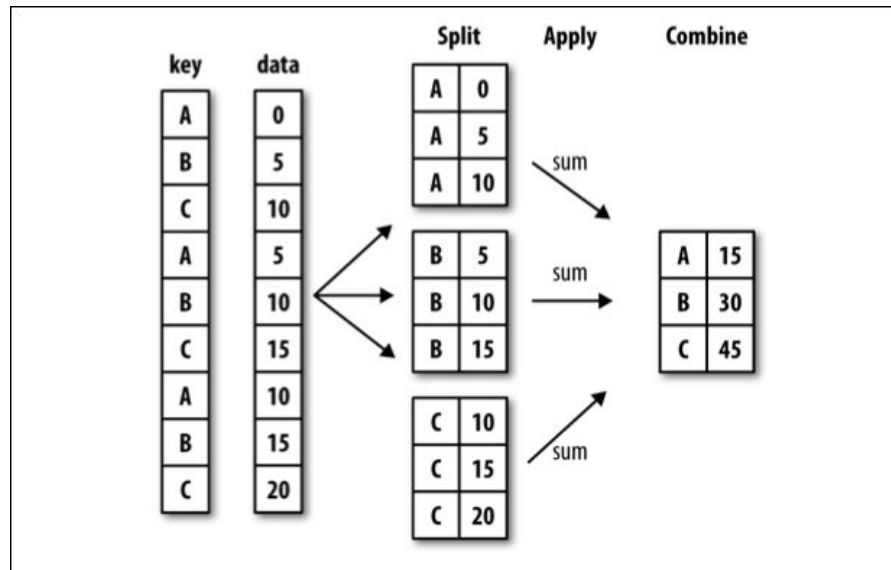 Split Apply Combine
key data
A 0
B 5
C 10
A 5
B 10
C 15
A 10
B 15
C 20
A 0
A 5
A 10
B 5
B 10
B 15
C 10
C 15
C 20
sum
sum
sum
A 15
B 30
C 45